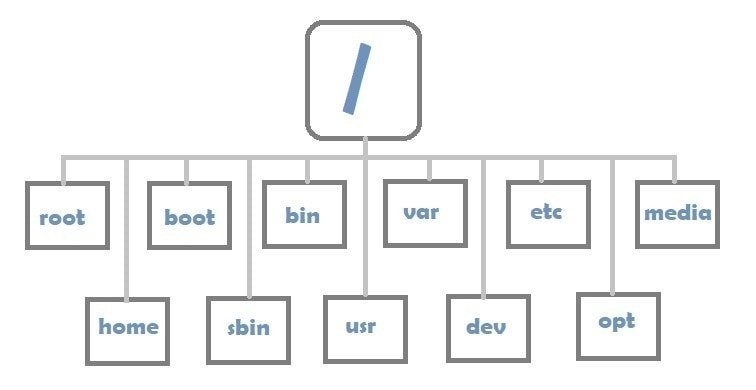 /
root boot bin var etc media
home sbin usr dev opt